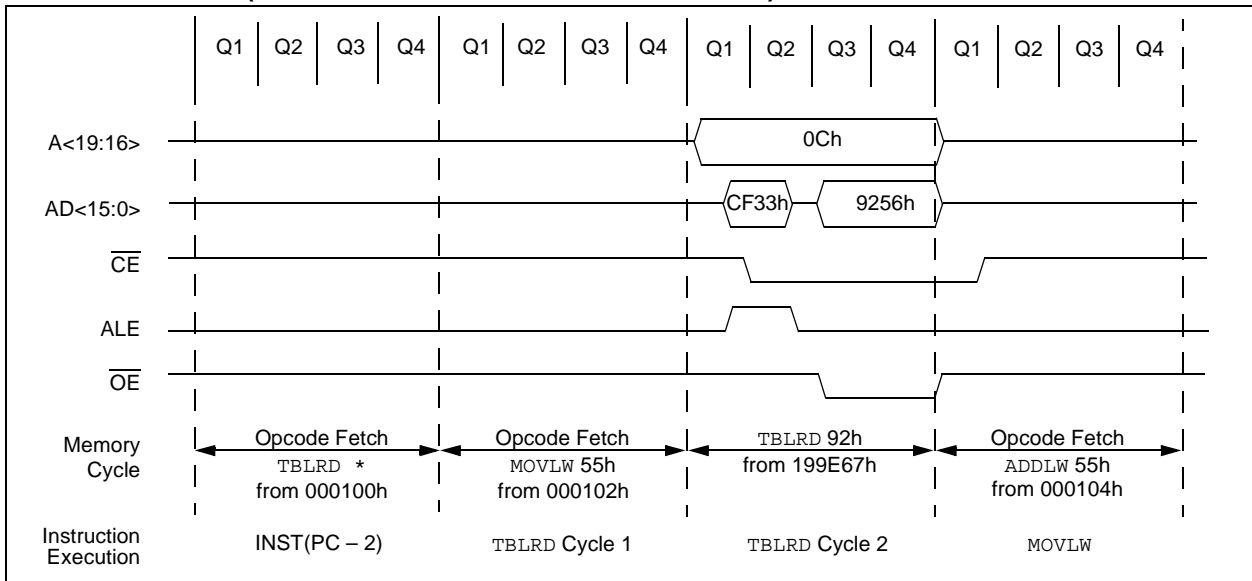 Q1 Q2 Q3 Q4 Q1 Q2 Q3 Q4 Q1 Q2 Q3 Q4 Q1 Q2 Q3 Q4
A<19:16> 0Ch
AD<15:0> CF33h 9256h
CE
ALE
OE
Memory
Cycle
Opcode Fetch
TBLRD *
from 000100h
Opcode Fetch
MOVLW 55h
from 000102h
TBLRD 92h
from 199E67h
Opcode Fetch
ADDLW 55h
from 000104h
Instruction
Execution
INST(PC – 2)
TBLRD Cycle 1
TBLRD Cycle 2
MOVLW